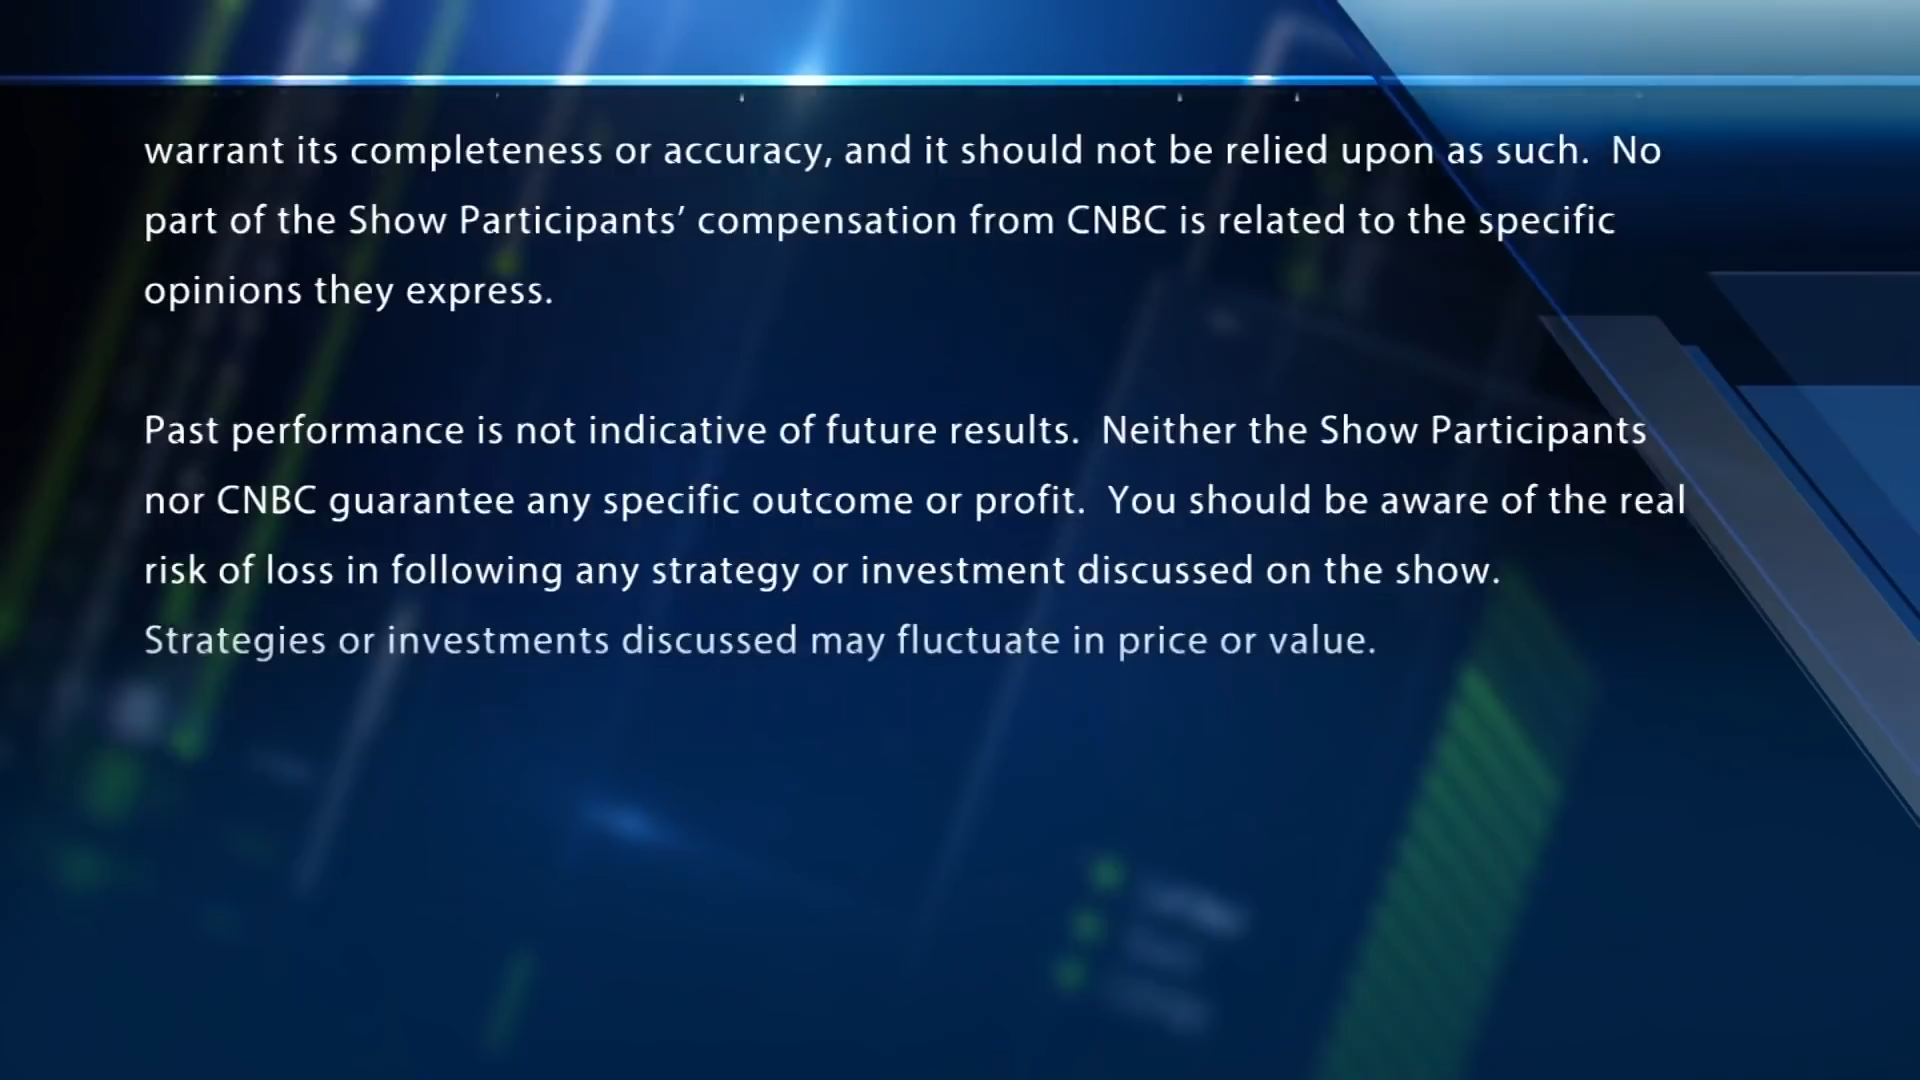 warrant its completeness or accuracy, and it should not be relied upon as such.  No
part of the Show Participants’ compensation from CNBC is related to the specific
opinions they express.
Past performance is not indicative of future results.  Neither the Show Participants
nor CNBC guarantee any specific outcome or profit.  You should be aware of the real
risk of loss in following any strategy or investment discussed on the show.
Strategies or investments discussed may fluctuate in price or value.